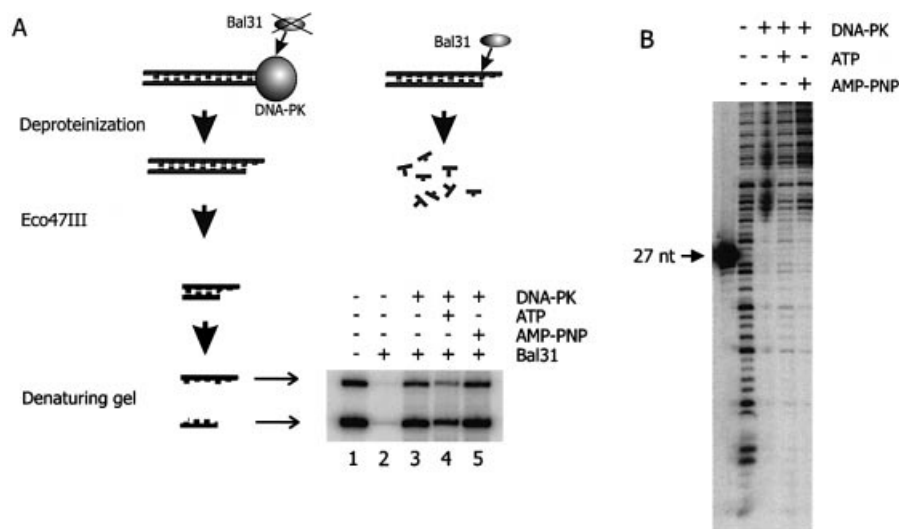 A
Bal31
DNA-PK
Bal31
Deproteinization
Eco47III
Denaturing gel
- - + + + DNA-PK
- - - + - ATP
- - - - + AMP-PNP
- + + + + Bal31
1 2 3 4 5
B
- + + + DNA-PK
+ ATP
+ AMP-PNP
27 nt